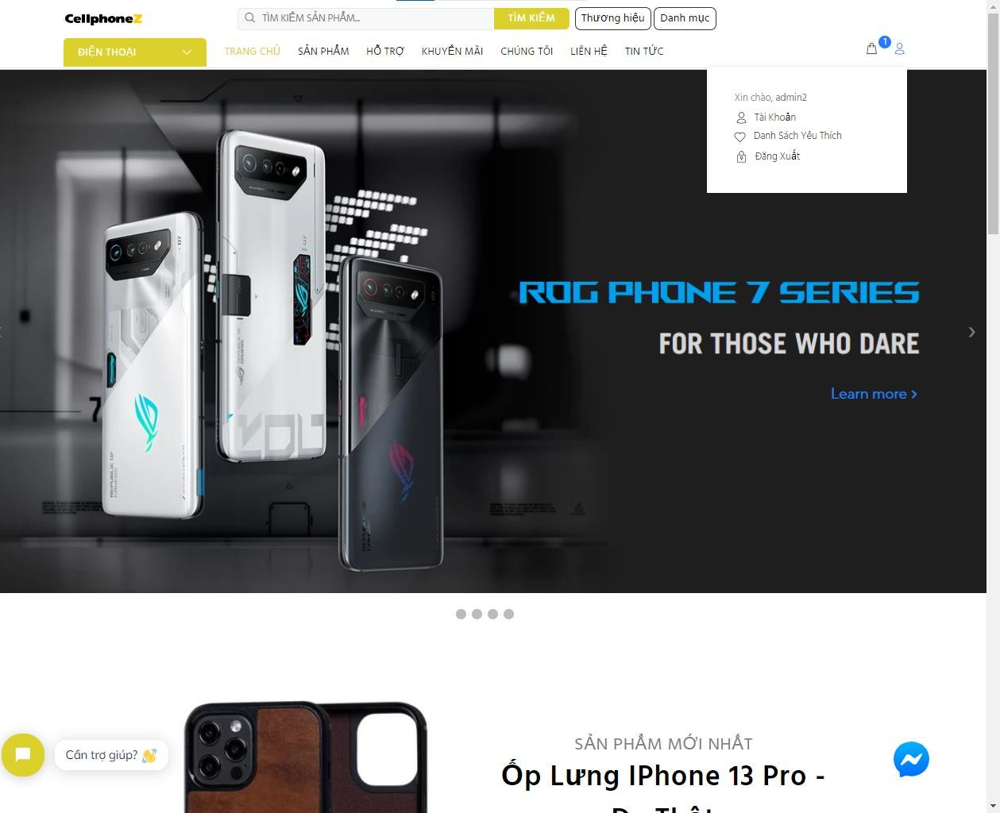 CellphoneZ
TÌM KIẾM SẢN PHẨM...
TÌM KIẾM
Thương hiệu
Danh mục
ĐIỆN THOẠI
TRANG CHỦ
SẢN PHẨM
HỖ TRỢ
KHUYẾN MÃI
CHÚNG TÔI
LIÊN HỆ
TIN TỨC
1
Xin chào, admin2
Tài Khoản
Danh Sách Yêu Thích
Đăng Xuất
ROG PHONE 7 SERIES
FOR THOSE WHO DARE
Learn more >
SẢN PHẨM MỚI NHẤT
Ốp Lưng IPhone 13 Pro -
Da Thật
Cần trợ giúp? 👋